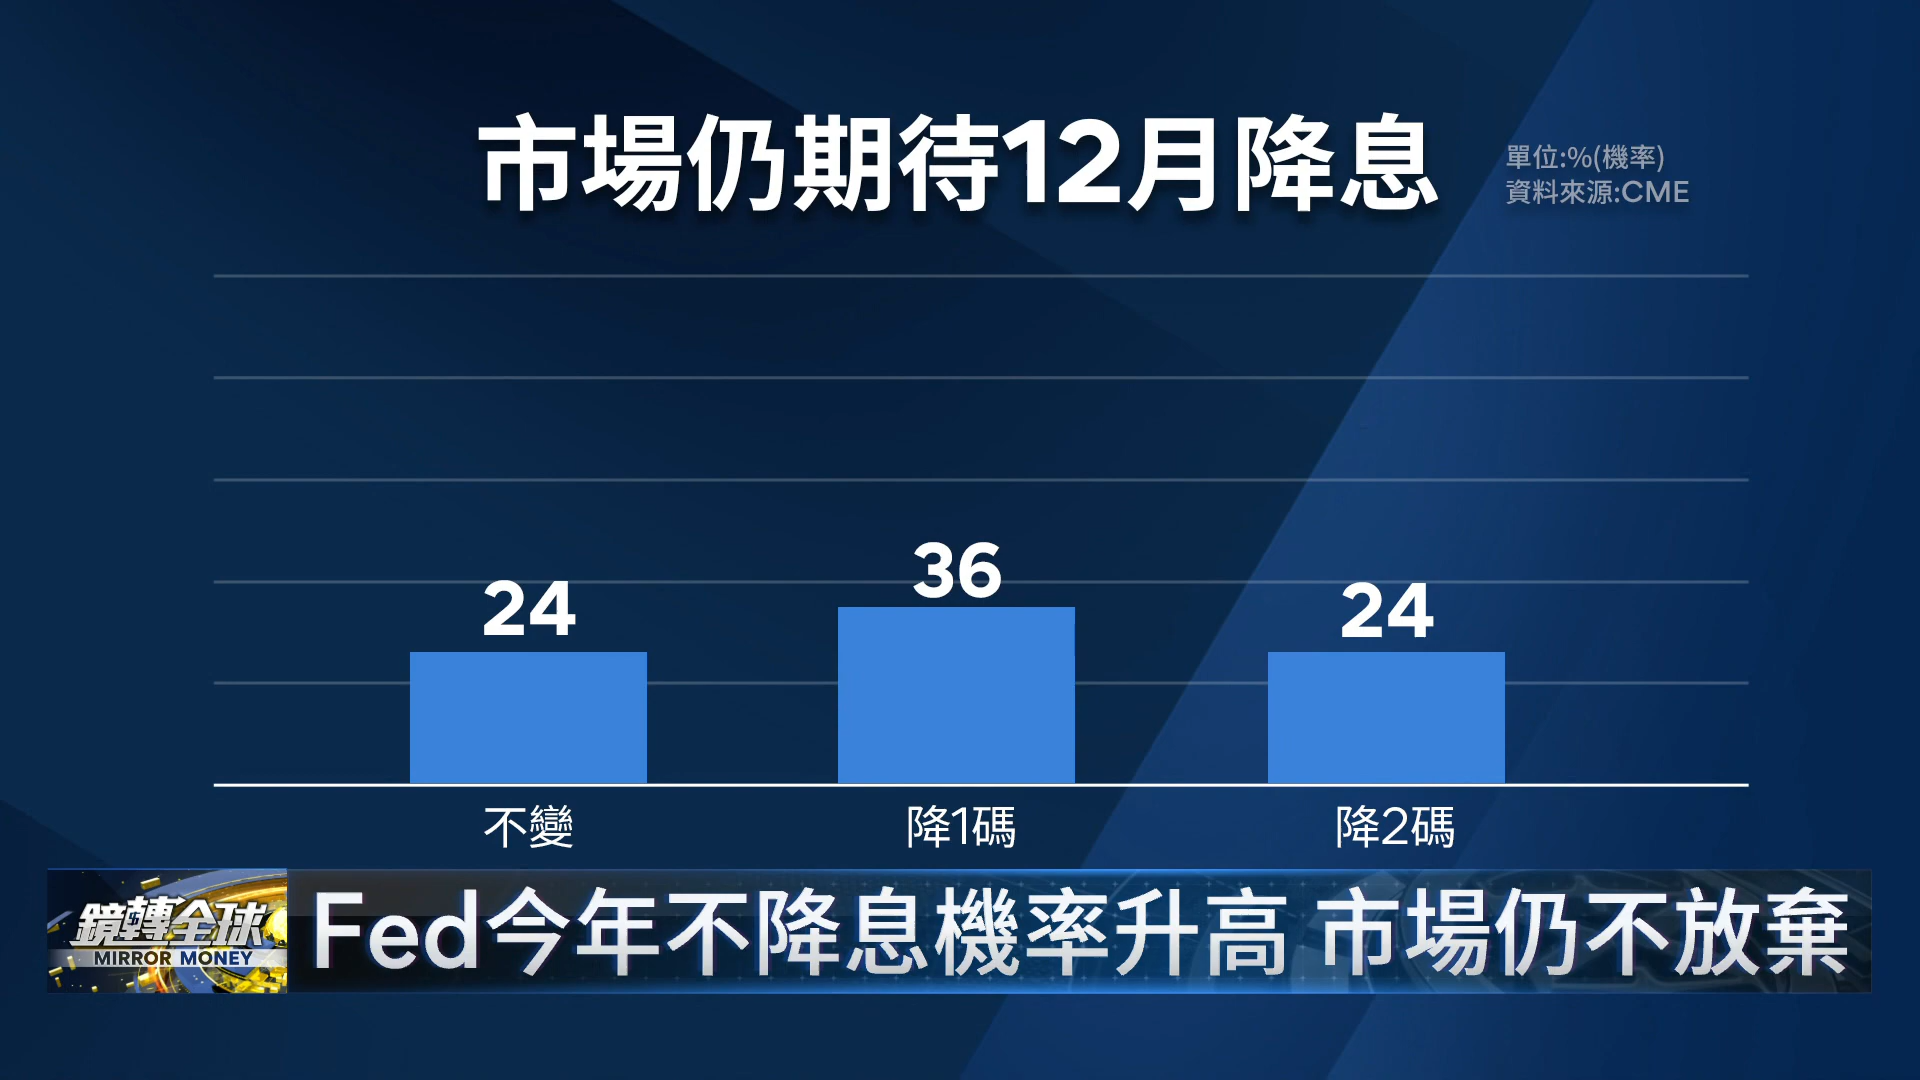 市場仍期待12月降息
單位:%(機率)
資料來源:CME
24
36
24
不變
降1碼
降2碼
鏡轉全球
MIRROR MONEY
Fed今年不降息機率升高 市場仍不放棄